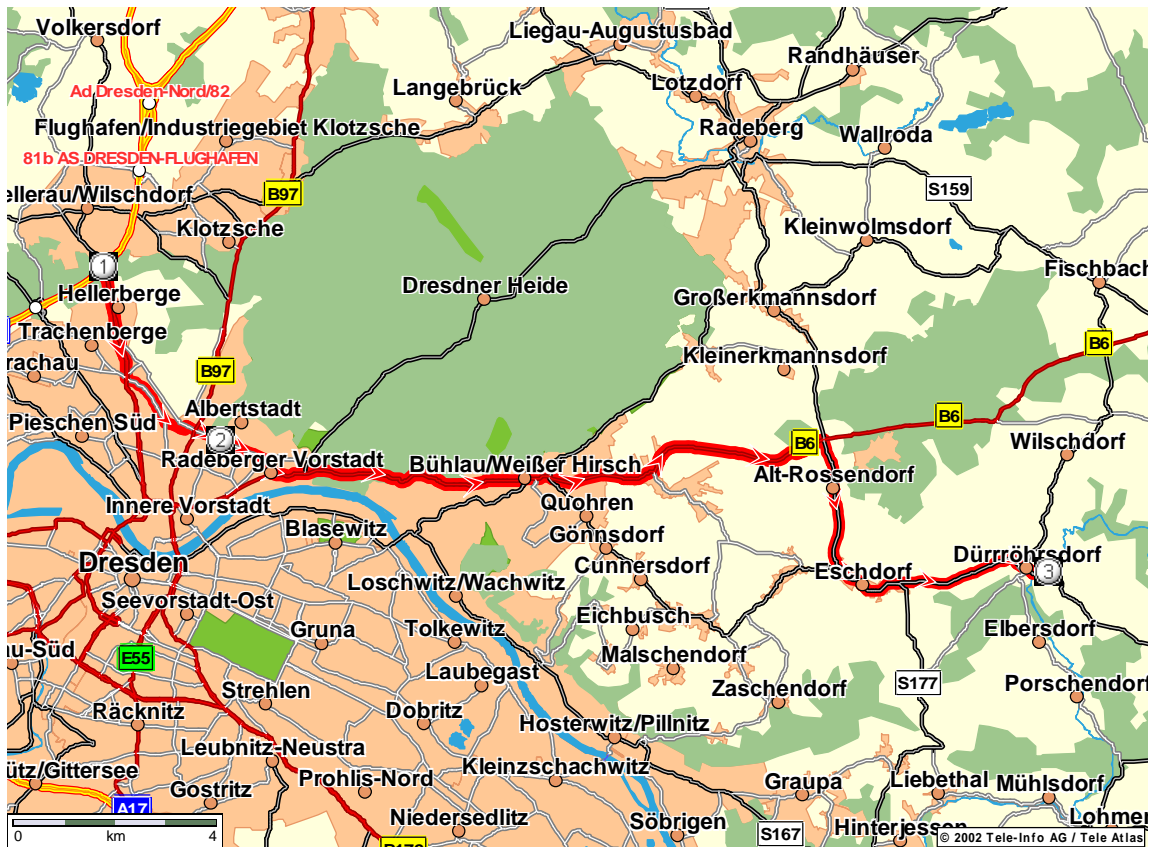 Volkersdorf
Liegau-Augustusbad
Randhäuser
Langebrück
Lotzdorf
Ad Dresden-Nord/82
Flughafen/Industriegebiet Klotzsche
Radeberg
Wallroda
81b AS DRESDEN-FLUGHAFEN
ellerau/Wilschdorf
B97
S159
Klotzsche
Kleinwolmsdorf
1
Fischbach
Hellerberge
Dresdner Heide
Großerkmannsdorf
Trachenberge
B6
rachau
B97
Kleinerkmannsdorf
Albertstadt
B6
Pieschen Süd
2
B6
Wilschdorf
Radeberger Vorstadt
Bühlau/Weißer Hirsch
Alt-Rossendorf
Innere Vorstadt
Quohren
Blasewitz
Gönnsdorf
Dresden
Dürrröhrsdorf
Cunnersdorf
Eschdorf
3
Loschwitz/Wachwitz
Seevorstadt-Ost
Eichbusch
Gruna
Tolkewitz
Elbersdorf
au-Süd
E55
Malschendorf
Laubegast
S177
Strehlen
Zaschendorf
Porschendorf
Räcknitz
Dobritz
Hosterwitz/Pillnitz
Leubnitz-Neustra
ütz/Gittersee
Prohlis-Nord
Kleinzschachwitz
Gostritz
Graupa
Liebethal
Mühlsdorf
A17
Niedersedlitz
Söbrigen
S167
Hinterjessen
Lohmen
0 km 4
B172
© 2002 Tele-Info AG / Tele Atlas